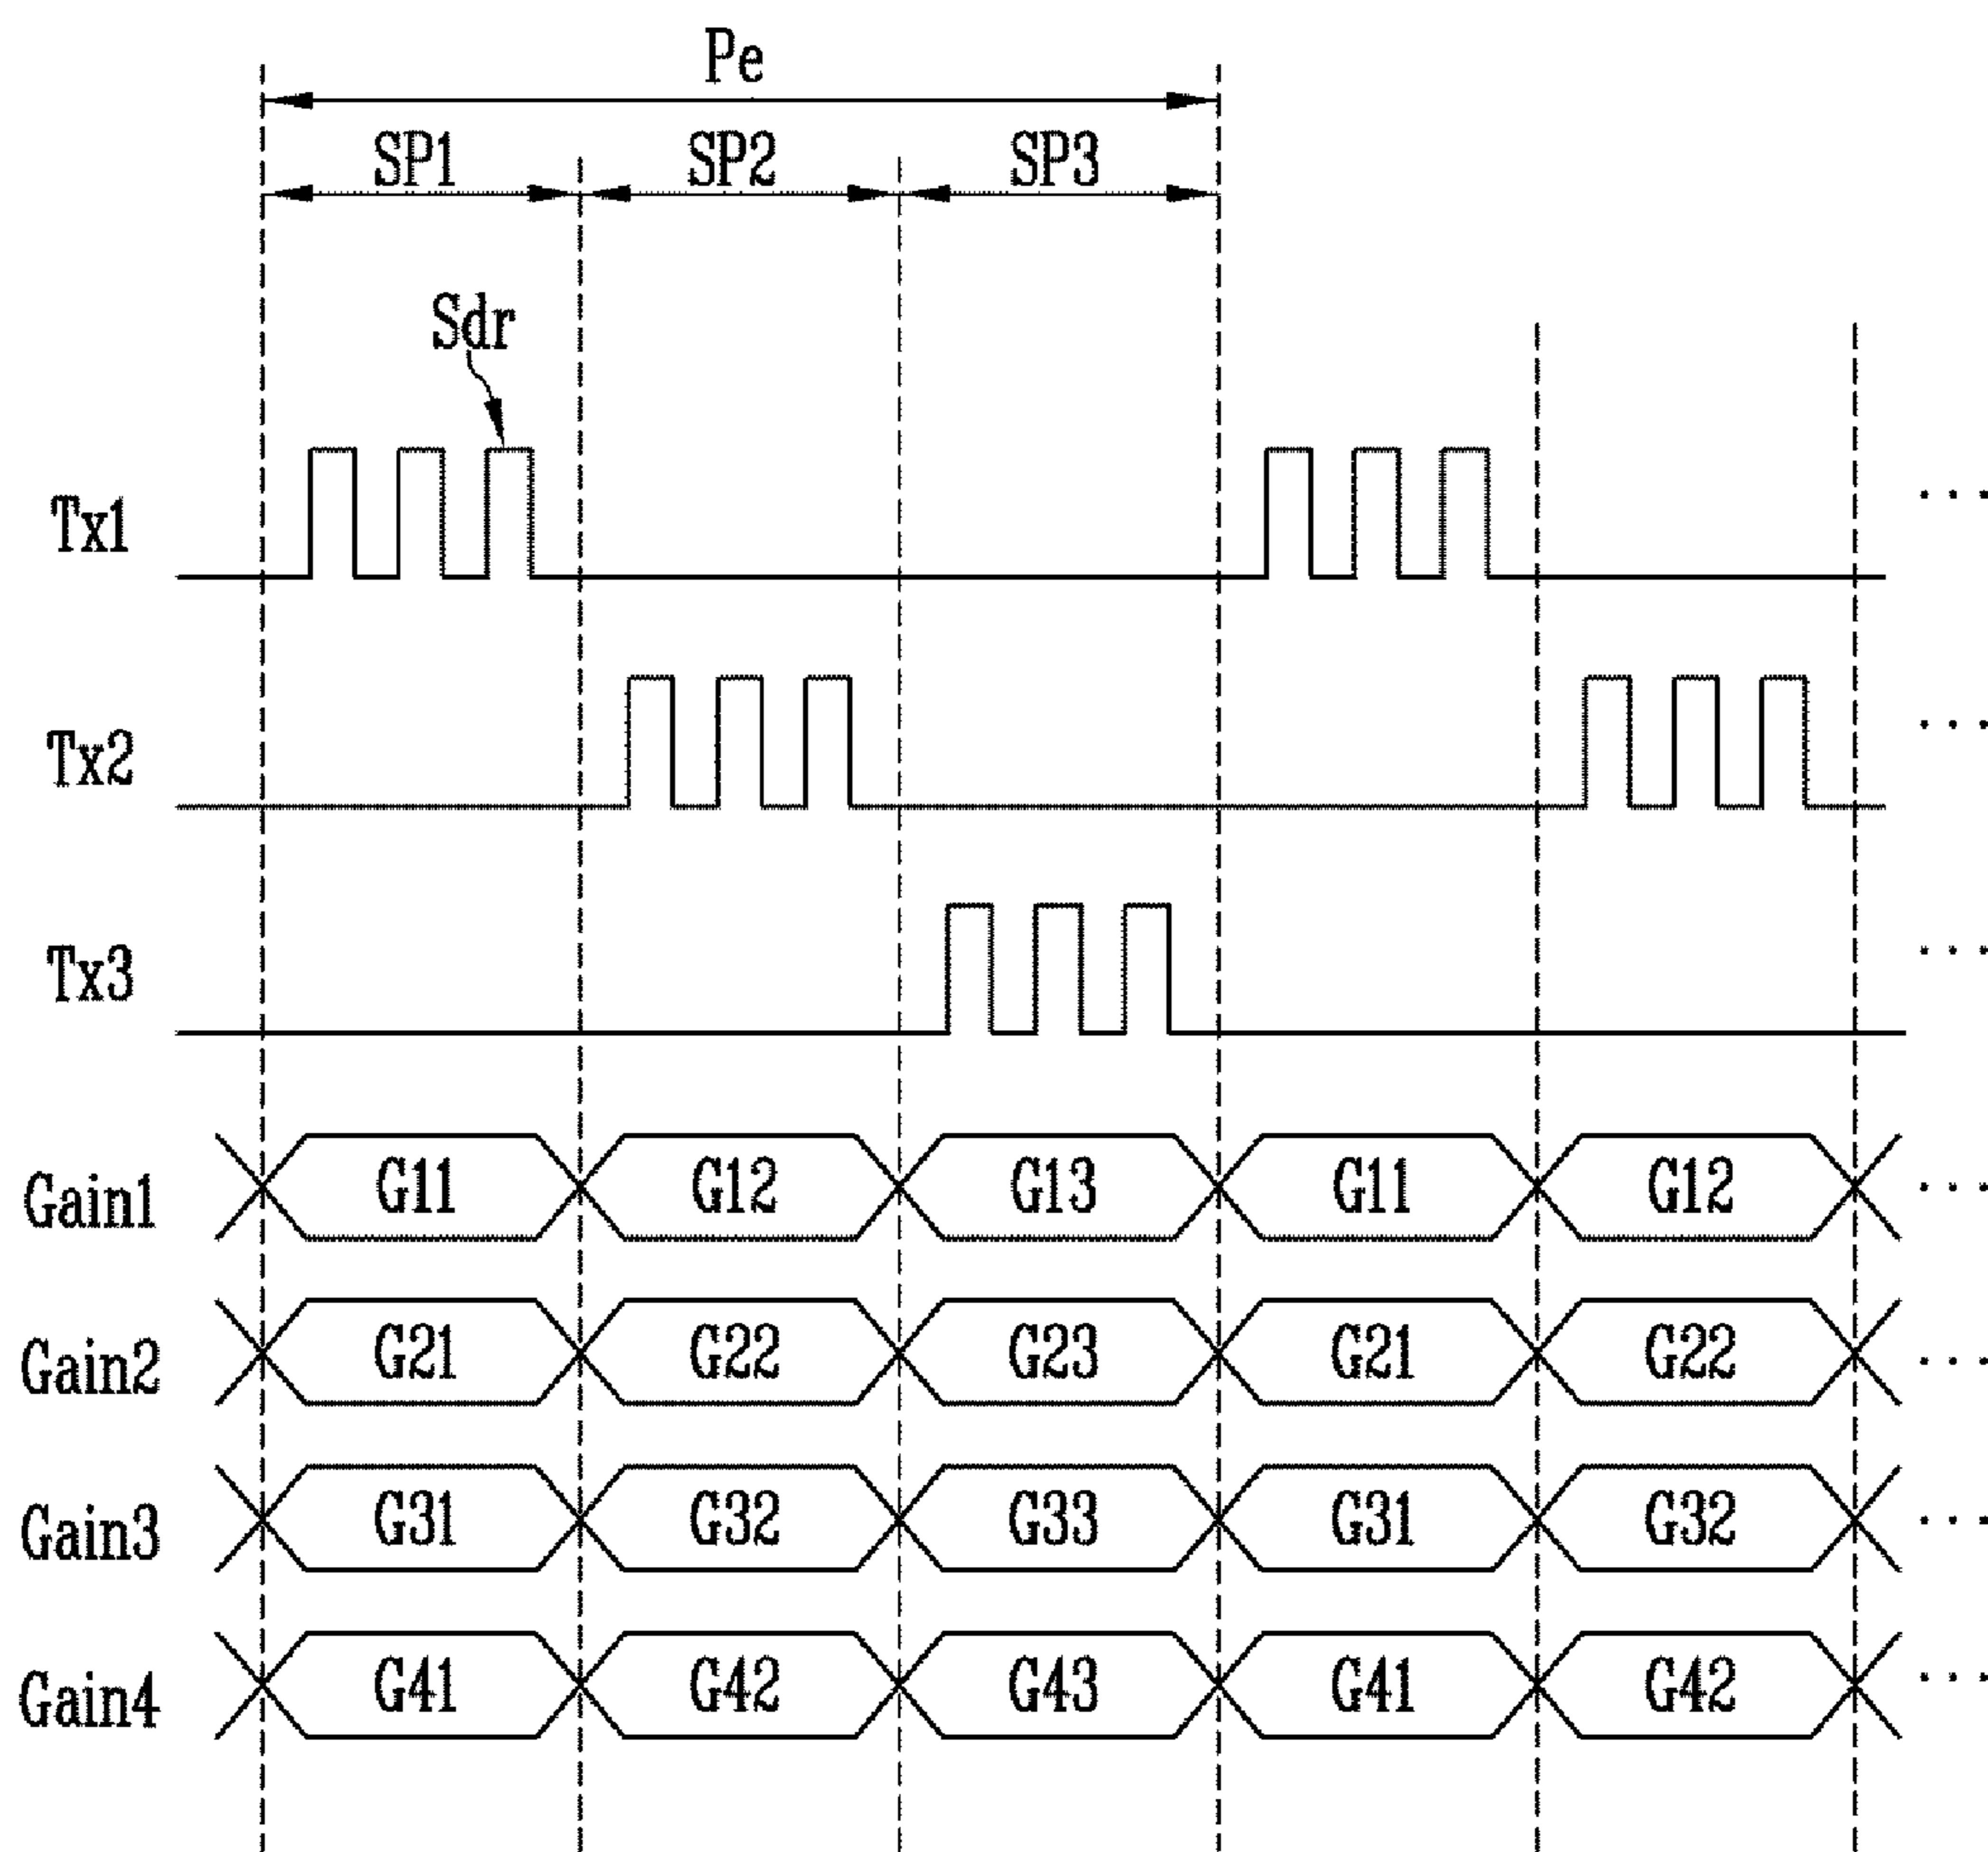 Pe
SP1 SP2 SP3
Sdr
Tx1 ...
Tx2 ...
Tx3 ...
Gain1 G11 G12 G13 G11 G12 ...
Gain2 G21 G22 G23 G21 G22 ...
Gain3 G31 G32 G33 G31 G32 ...
Gain4 G41 G42 G43 G41 G42 ...